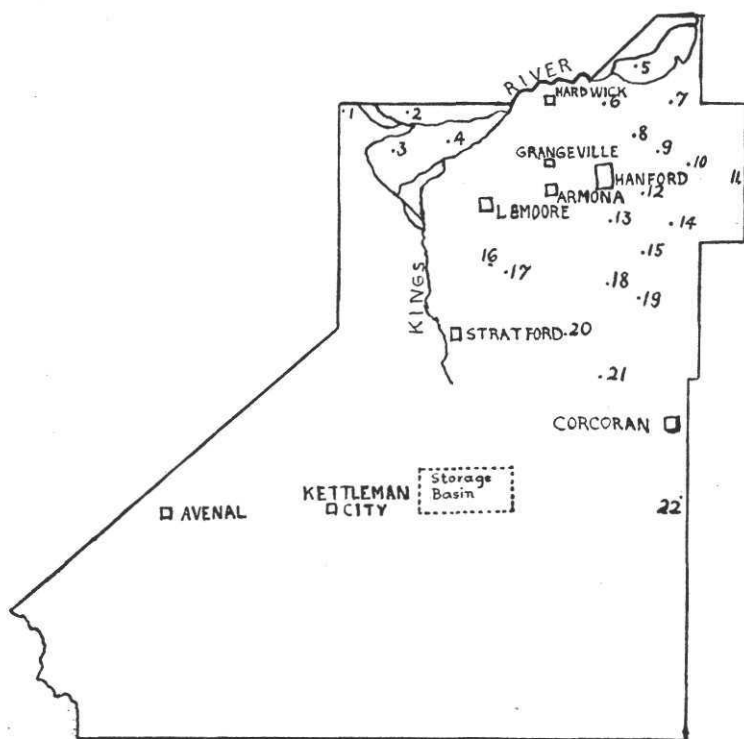 .5
RIVER
HARDWICK
.1
.2
.6
.7
.3
.4
.8
.9
GRANGEVILLE
.10
HANFORD
11
ARMONA
.12
LEMOORE
.13
.14
16
.17
.15
KINGS
.18
.19
STRATFORD
.20
.21
CORCORAN
Storage
Basin
KETTLEMAN
CITY
AVENAL
22